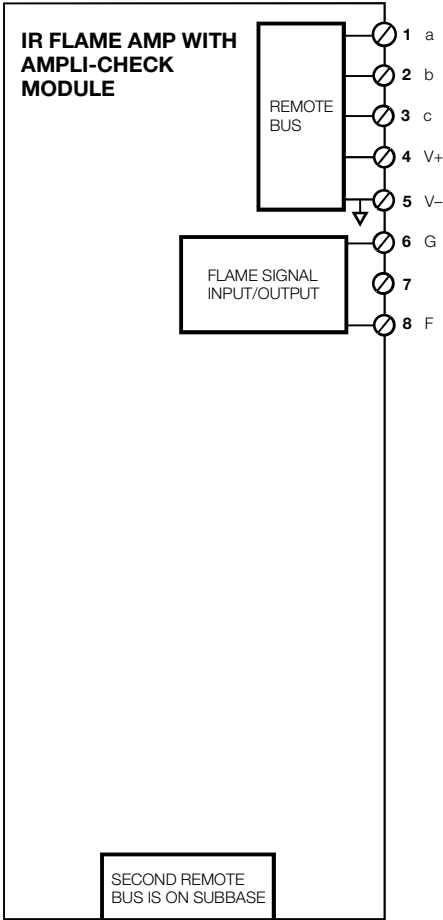 IR FLAME AMP WITH
AMPLI-CHECK
MODULE
REMOTE
BUS
1 a
2 b
3 c
4 V+
5 V–
6 G
FLAME SIGNAL
INPUT/OUTPUT
7
8 F
SECOND REMOTE
BUS IS ON SUBBASE